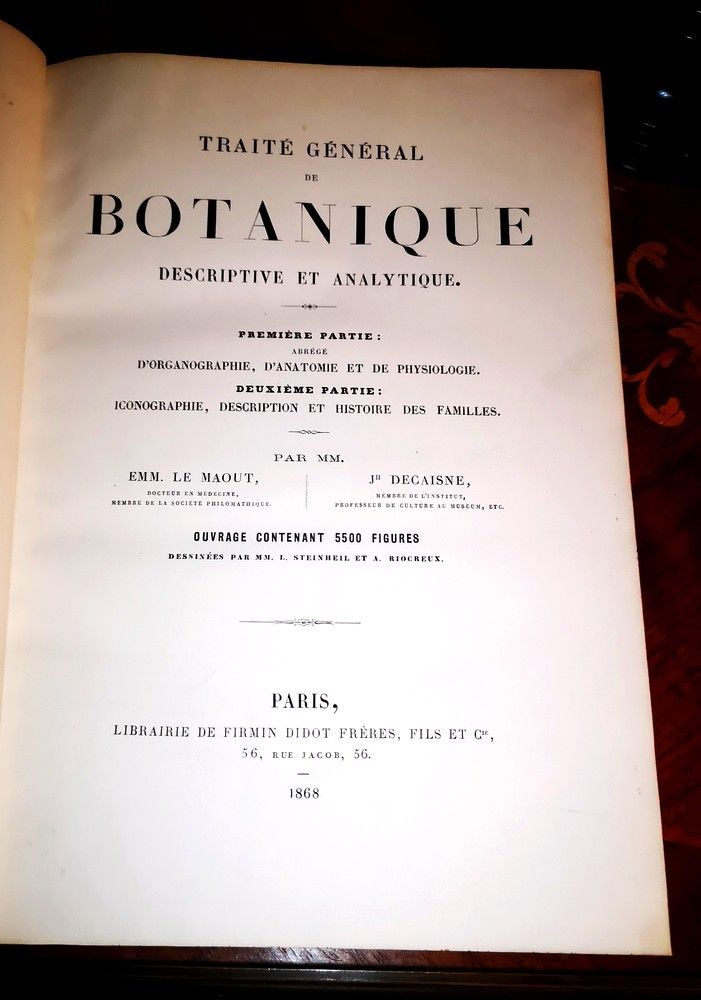 TRAITÉ GÉNÉRAL
DE
BOTANIQUE
DESCRIPTIVE ET ANALYTIQUE.
PREMIÈRE PARTIE :
ABRÉGÉ
D'ORGANOGRAPHIE, D'ANATOMIE ET DE PHYSIOLOGIE.
DEUXIÈME PARTIE :
ICONOGRAPHIE, DESCRIPTION ET HISTOIRE DES FAMILLES.
PAR MM.
EMM. LE MAOUT,
DOCTEUR EN MÉDECINE,
MEMBRE DE LA SOCIÉTÉ PHILOMATHIQUE.
JH DECAISNE,
MEMBRE DE L'INSTITUT,
PROFESSEUR DE CULTURE AU MUSÉUM, ETC.
OUVRAGE CONTENANT 5500 FIGURES
DESSINÉES PAR MM. L. STEINHEIL ET A. RIOCREUX.
PARIS,
LIBRAIRIE DE FIRMIN DIDOT FRÈRES, FILS ET CIE,
56, RUE JACOB, 56.
1868